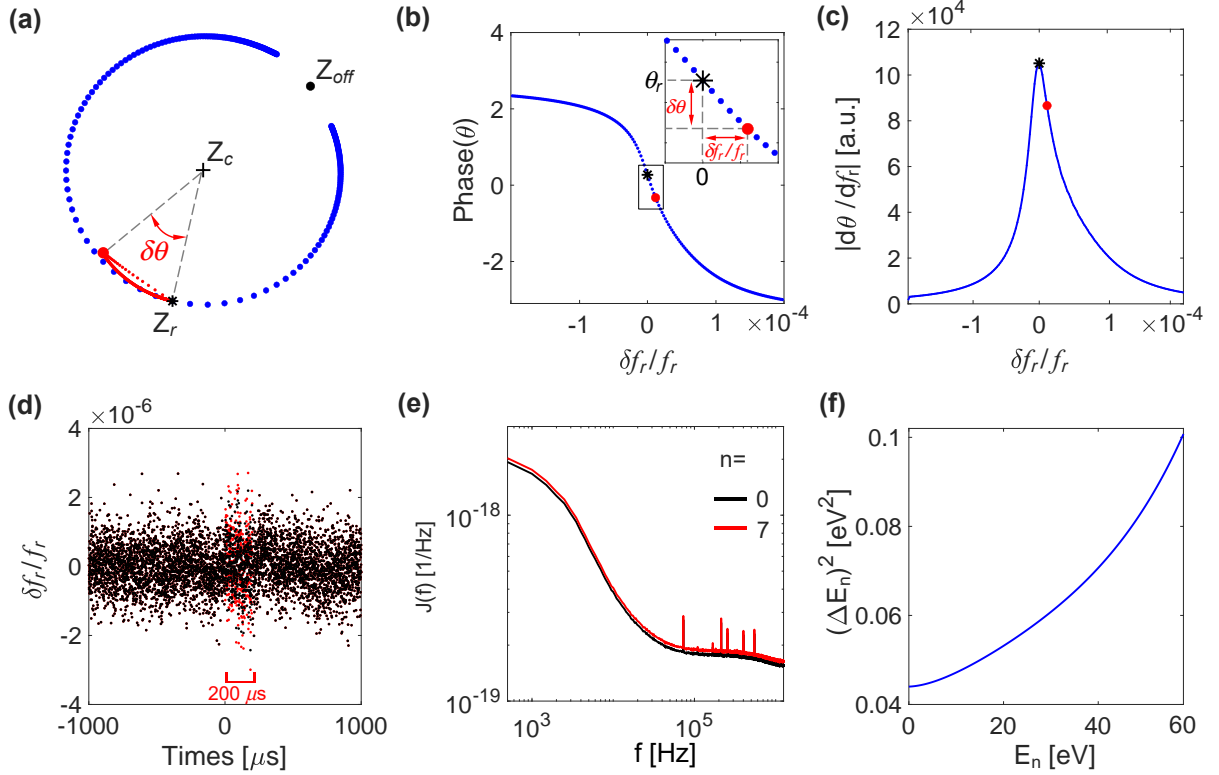 (a)
Z_off
Z_c
δθ
Z_r
(b)
4
2
0
-2
Phase(θ)
θ_r
δθ
δf_r/f_r
0
-1
0
1
×10^-4
δf_r/f_r
(c)
×10^4
12
10
8
6
4
2
0
|dθ/df_r| [a.u.]
-1
0
1
×10^-4
δf_r/f_r
(d)
×10^-6
4
2
0
-2
-4
δf_r/f_r
200 μs
-1000
0
1000
Times [μs]
(e)
n=
0
7
10^-18
10^-19
J(f) [1/Hz]
10^3
10^5
f [Hz]
(f)
0.1
0.08
0.06
0.04
(ΔE_n)^2 [eV^2]
0
20
40
60
E_n [eV]